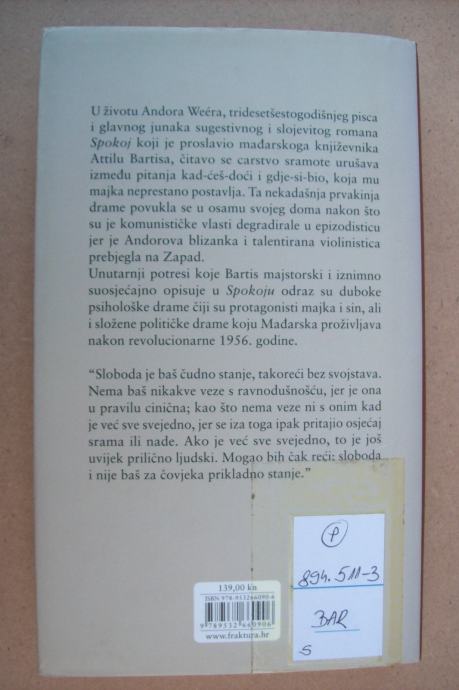 U životu Andora Weéra, tridesetšestogodišnjeg pisca
i glavnog junaka sugestivnog i slojevitog romana
Spokoj koji je proslavio mađarskoga književnika
Attilu Bartisa, čitavo se carstvo sramote urušava
između pitanja kad-ćeš-doći i gdje-si-bio, koja mu
majka neprestano postavlja. Ta nekadašnja prvakinja
drame povukla se u osamu svojeg doma nakon što
su je komunističke vlasti degradirale u epizodisticu
jer je Andorova blizanka i talentirana violinistica
prebjegla na Zapad.
Unutarnji potresi koje Bartis majstorski i iznimno
suosjećajno opisuje u Spokoju odraz su duboke
psihološke drame čiji su protagonisti majka i sin, ali
i složene političke drame koju Mađarska proživljava
nakon revolucionarne 1956. godine.
“Sloboda je baš čudno stanje, takoreći bez svojstava.
Nema baš nikakve veze s ravnodušnošću, jer je ona
u pravilu cinična; kao što nema veze ni s onim kad
je već sve svejedno, jer se iza toga ipak pritajio osjećaj
srama ili nade. Ako je već sve svejedno, to je još
uvijek prilično ljudski. Mogao bih čak reći: sloboda
i nije baš za čovjeka prikladno stanje.”
P
894.511-3
BAR
S
139,00 kn
ISBN 978-953266090-6
9 789532 660906
www.fraktura.hr